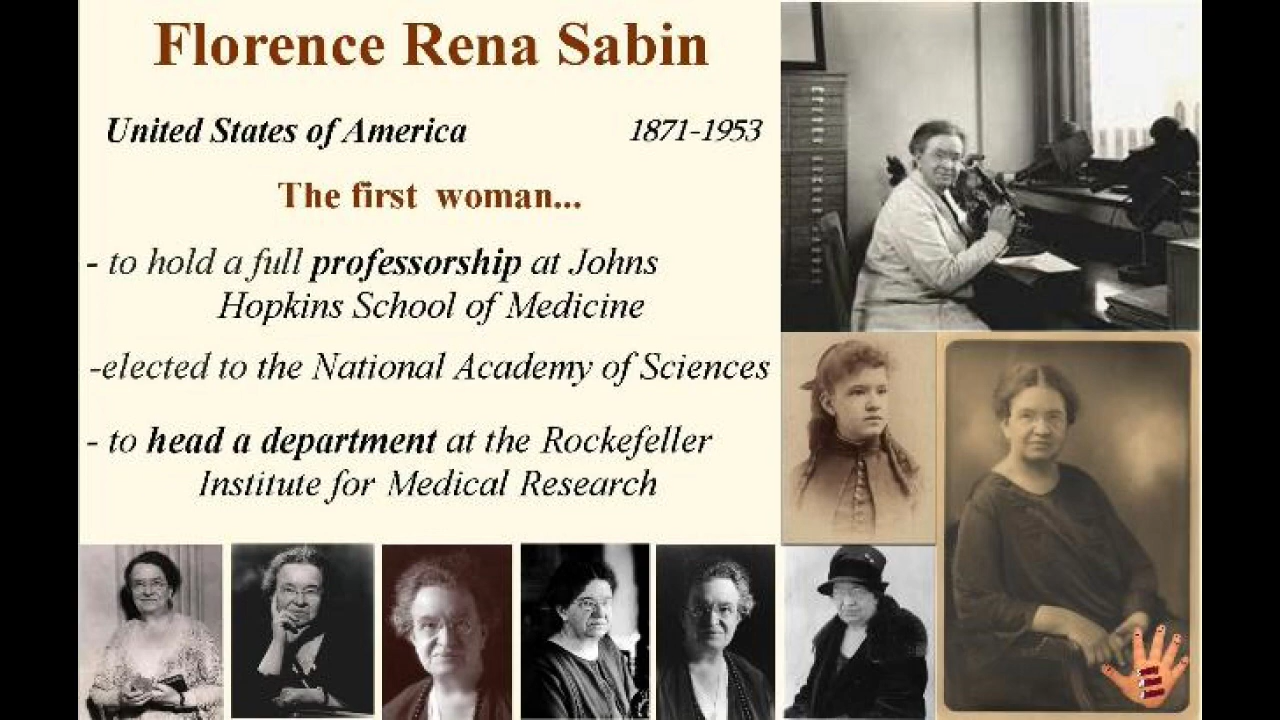 Florence Rena Sabin
United States of America 1871-1953
The first woman...
- to hold a full professorship at Johns
Hopkins School of Medicine
-elected to the National Academy of Sciences
- to head a department at the Rockefeller
Institute for Medical Research